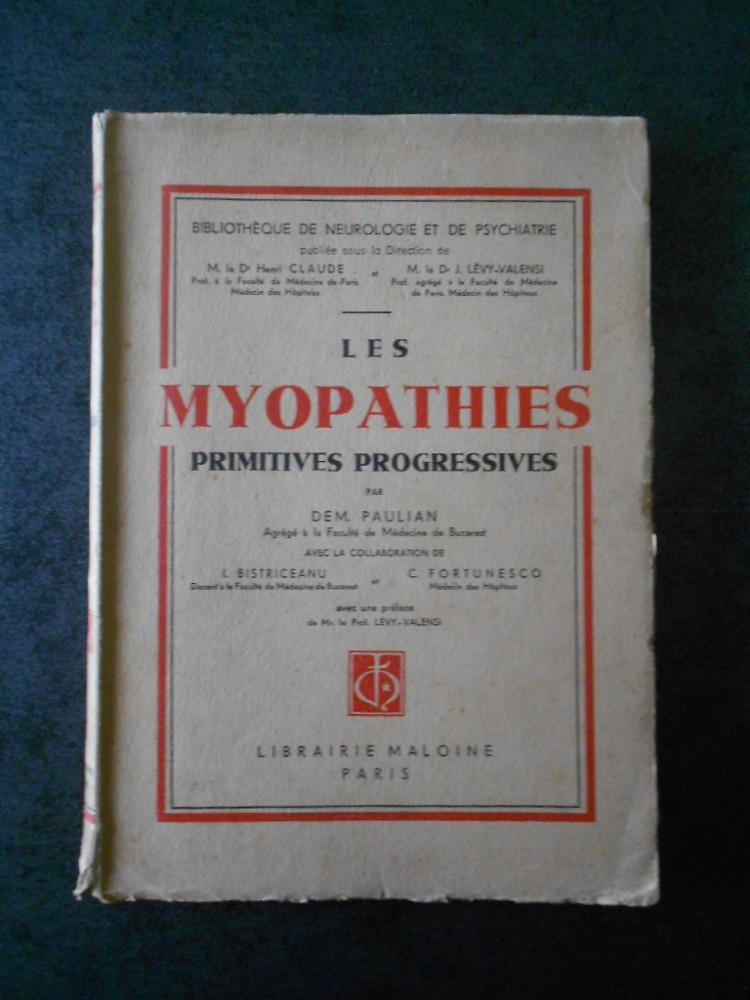 BIBLIOTHÈQUE DE NEUROLOGIE ET DE PSYCHIATRIE
publiée sous la Direction de
M. le Dr Henri CLAUDE et M. le Dr J. LÉVY-VALENSI
Prof. à la Faculté de Médecine de Paris Prof. agrégé à la Faculté de Médecine
Médecin des Hôpitaux de Paris. Médecin des Hôpitaux
LES
MYOPATHIES
PRIMITIVES PROGRESSIVES
PAR
DEM. PAULIAN
Agrégé à la Faculté de Médecine de Bucarest
AVEC LA COLLABORATION DE
I. BISTRICEANU et C. FORTUNESCO
Docent à la Faculté de Médecine de Bucarest Médecin des Hôpitaux
avec une préface
de Mr. le Prof. LÉVY-VALENSI
LIBRAIRIE MALOINE
PARIS